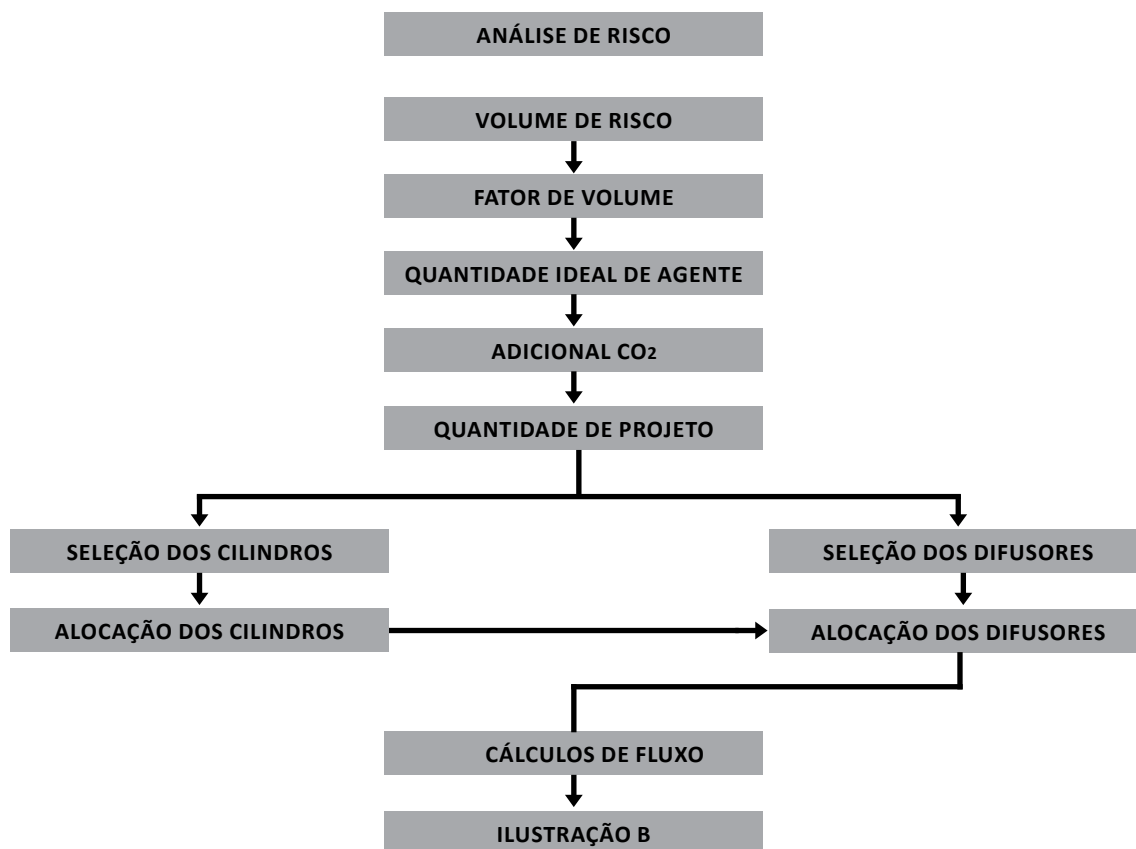 ANÁLISE DE RISCO
VOLUME DE RISCO
FATOR DE VOLUME
QUANTIDADE IDEAL DE AGENTE
ADICIONAL CO2
QUANTIDADE DE PROJETO
SELEÇÃO DOS CILINDROS
SELEÇÃO DOS DIFUSORES
ALOCAÇÃO DOS CILINDROS
ALOCAÇÃO DOS DIFUSORES
CÁLCULOS DE FLUXO
ILUSTRAÇÃO B